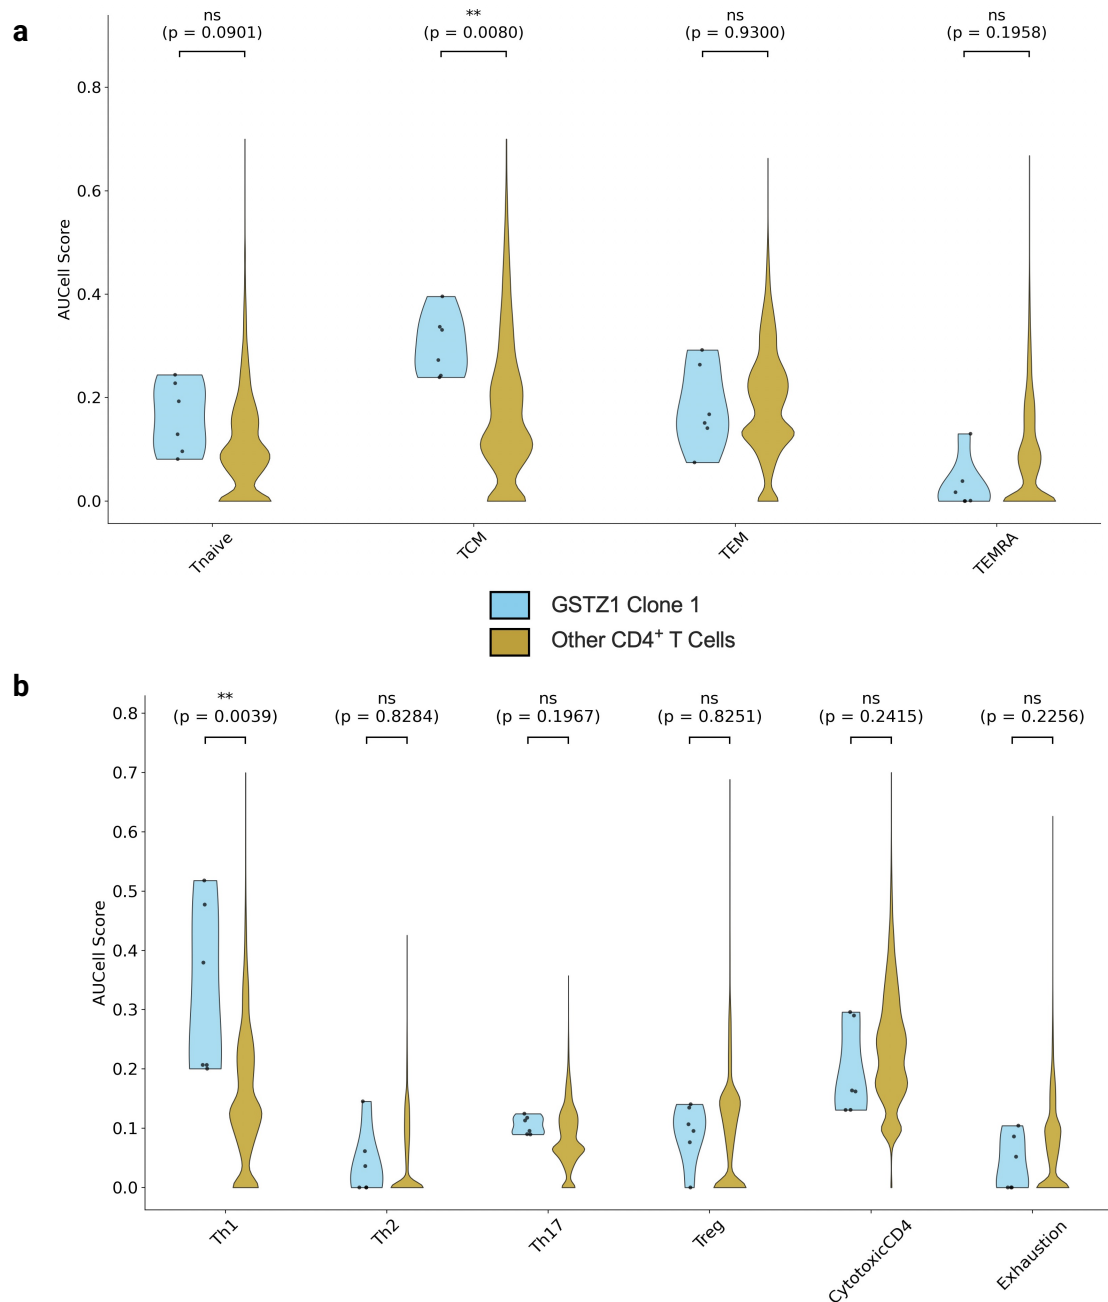 a
ns
(p = 0.0901)
**
(p = 0.0080)
ns
(p = 0.9300)
ns
(p = 0.1958)
AUCell Score
0.8
0.6
0.4
0.2
0.0
Tnaive
TCM
TEM
TEMRA
GSTZ1 Clone 1
Other CD4⁺ T Cells
b
**
(p = 0.0039)
ns
(p = 0.8284)
ns
(p = 0.1967)
ns
(p = 0.8251)
ns
(p = 0.2415)
ns
(p = 0.2256)
AUCell Score
0.8
0.7
0.6
0.5
0.4
0.3
0.2
0.1
0.0
Th1
Th2
Th17
Treg
CytotoxicCD4
Exhaustion